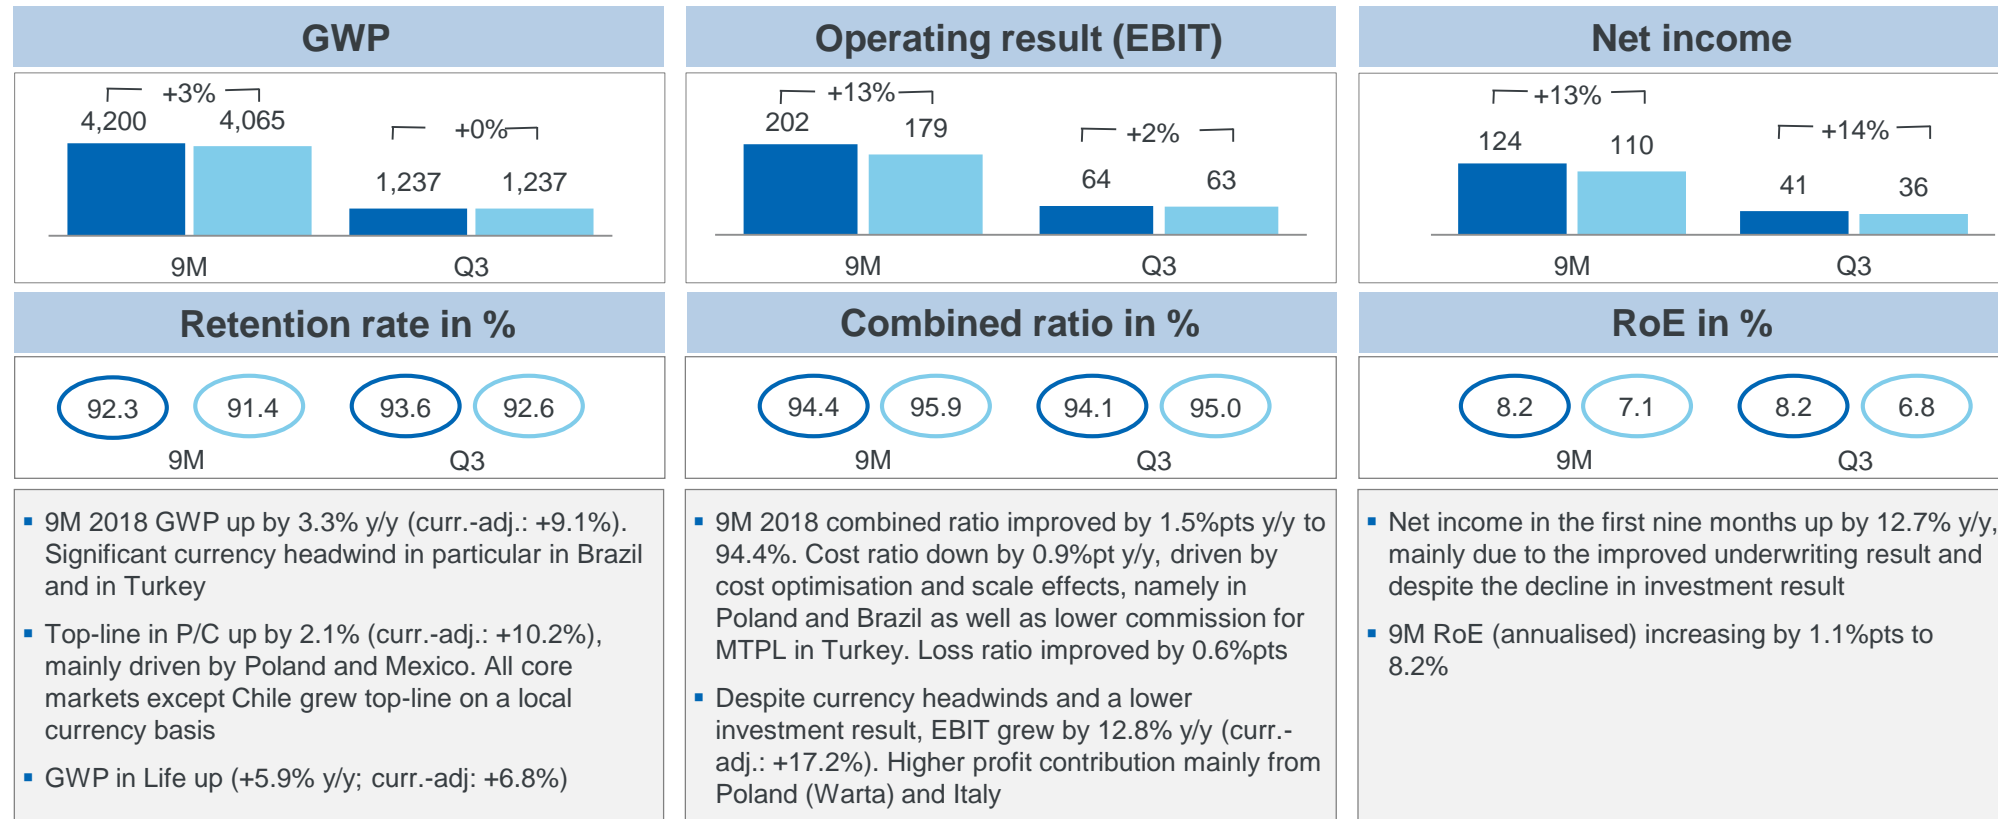 GWP
+3%
4,200
4,065
+0%
1,237
1,237
9M
Q3
Operating result (EBIT)
+13%
202
179
+2%
64
63
9M
Q3
Net income
+13%
124
110
+14%
41
36
9M
Q3
Retention rate in %
92.3
91.4
93.6
92.6
9M
Q3
Combined ratio in %
94.4
95.9
94.1
95.0
9M
Q3
RoE in %
8.2
7.1
8.2
6.8
9M
Q3
▪ 9M 2018 GWP up by 3.3% y/y (curr.-adj.: +9.1%).
Significant currency headwind in particular in Brazil
and in Turkey
▪ Top-line in P/C up by 2.1% (curr.-adj.: +10.2%),
mainly driven by Poland and Mexico. All core
markets except Chile grew top-line on a local
currency basis
▪ GWP in Life up (+5.9% y/y; curr.-adj: +6.8%)
▪ 9M 2018 combined ratio improved by 1.5%pts y/y to
94.4%. Cost ratio down by 0.9%pt y/y, driven by
cost optimisation and scale effects, namely in
Poland and Brazil as well as lower commission for
MTPL in Turkey. Loss ratio improved by 0.6%pts
▪ Despite currency headwinds and a lower
investment result, EBIT grew by 12.8% y/y (curr.-
adj.: +17.2%). Higher profit contribution mainly from
Poland (Warta) and Italy
▪ Net income in the first nine months up by 12.7% y/y,
mainly due to the improved underwriting result and
despite the decline in investment result
▪ 9M RoE (annualised) increasing by 1.1%pts to
8.2%